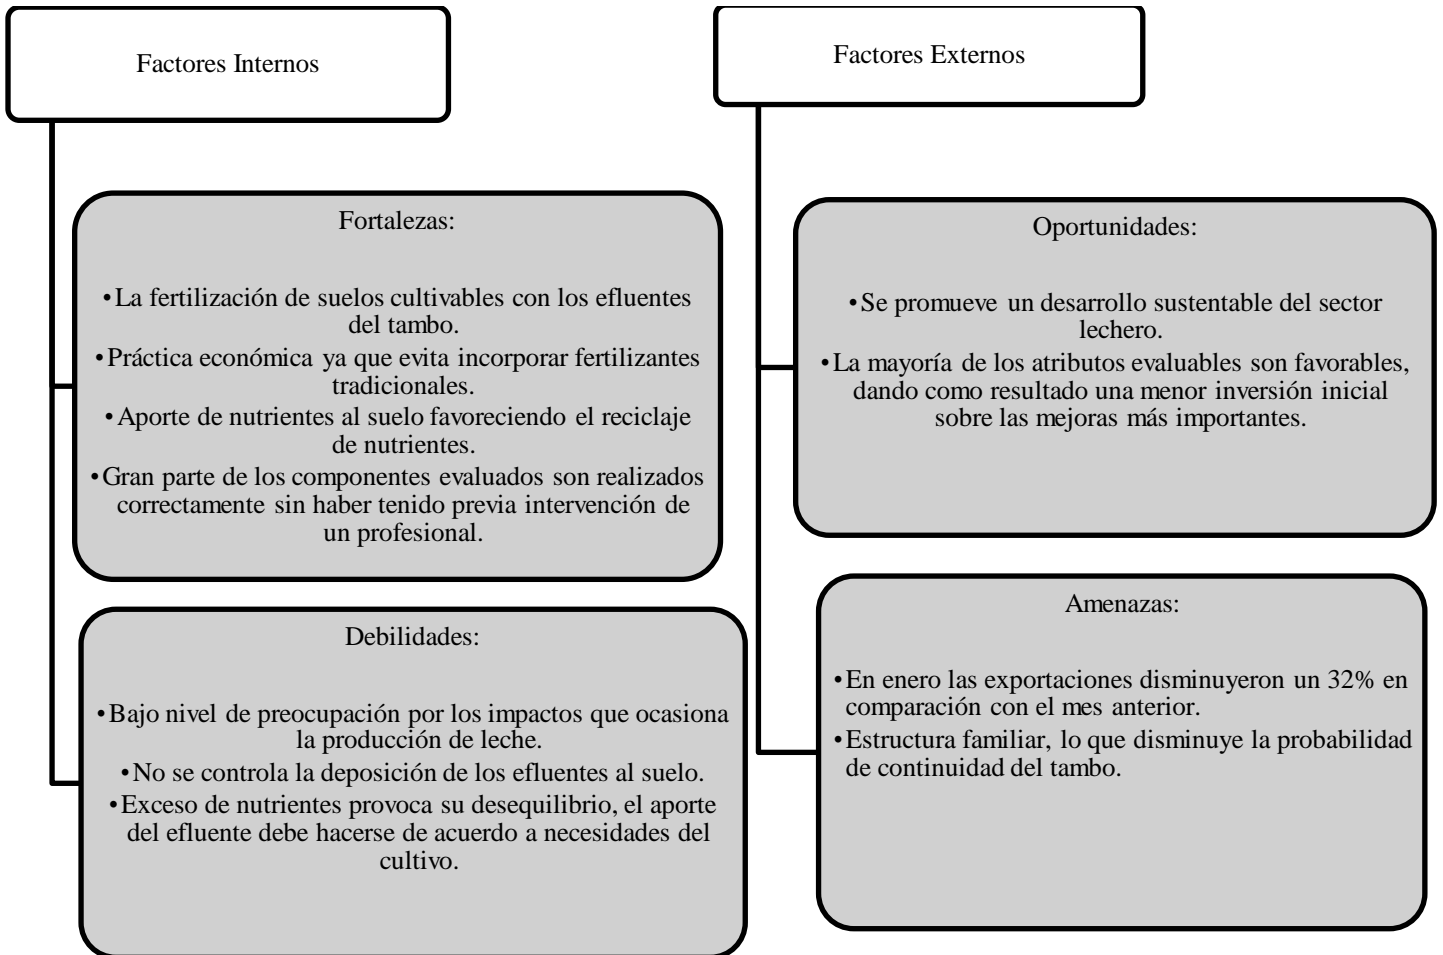 Factores Internos
Fortalezas:
•La fertilización de suelos cultivables con los efluentes
del tambo.
•Práctica económica ya que evita incorporar fertilizantes
tradicionales.
•Aporte de nutrientes al suelo favoreciendo el reciclaje
de nutrientes.
•Gran parte de los componentes evaluados son realizados
correctamente sin haber tenido previa intervención de
un profesional.
Debilidades:
•Bajo nivel de preocupación por los impactos que ocasiona
la producción de leche.
•No se controla la deposición de los efluentes al suelo.
•Exceso de nutrientes provoca su desequilibrio, el aporte
del efluente debe hacerse de acuerdo a necesidades del
cultivo.
Factores Externos
Oportunidades:
•Se promueve un desarrollo sustentable del sector
lechero.
•La mayoría de los atributos evaluables son favorables,
dando como resultado una menor inversión inicial
sobre las mejoras más importantes.
Amenazas:
•En enero las exportaciones disminuyeron un 32% en
comparación con el mes anterior.
•Estructura familiar, lo que disminuye la probabilidad
de continuidad del tambo.